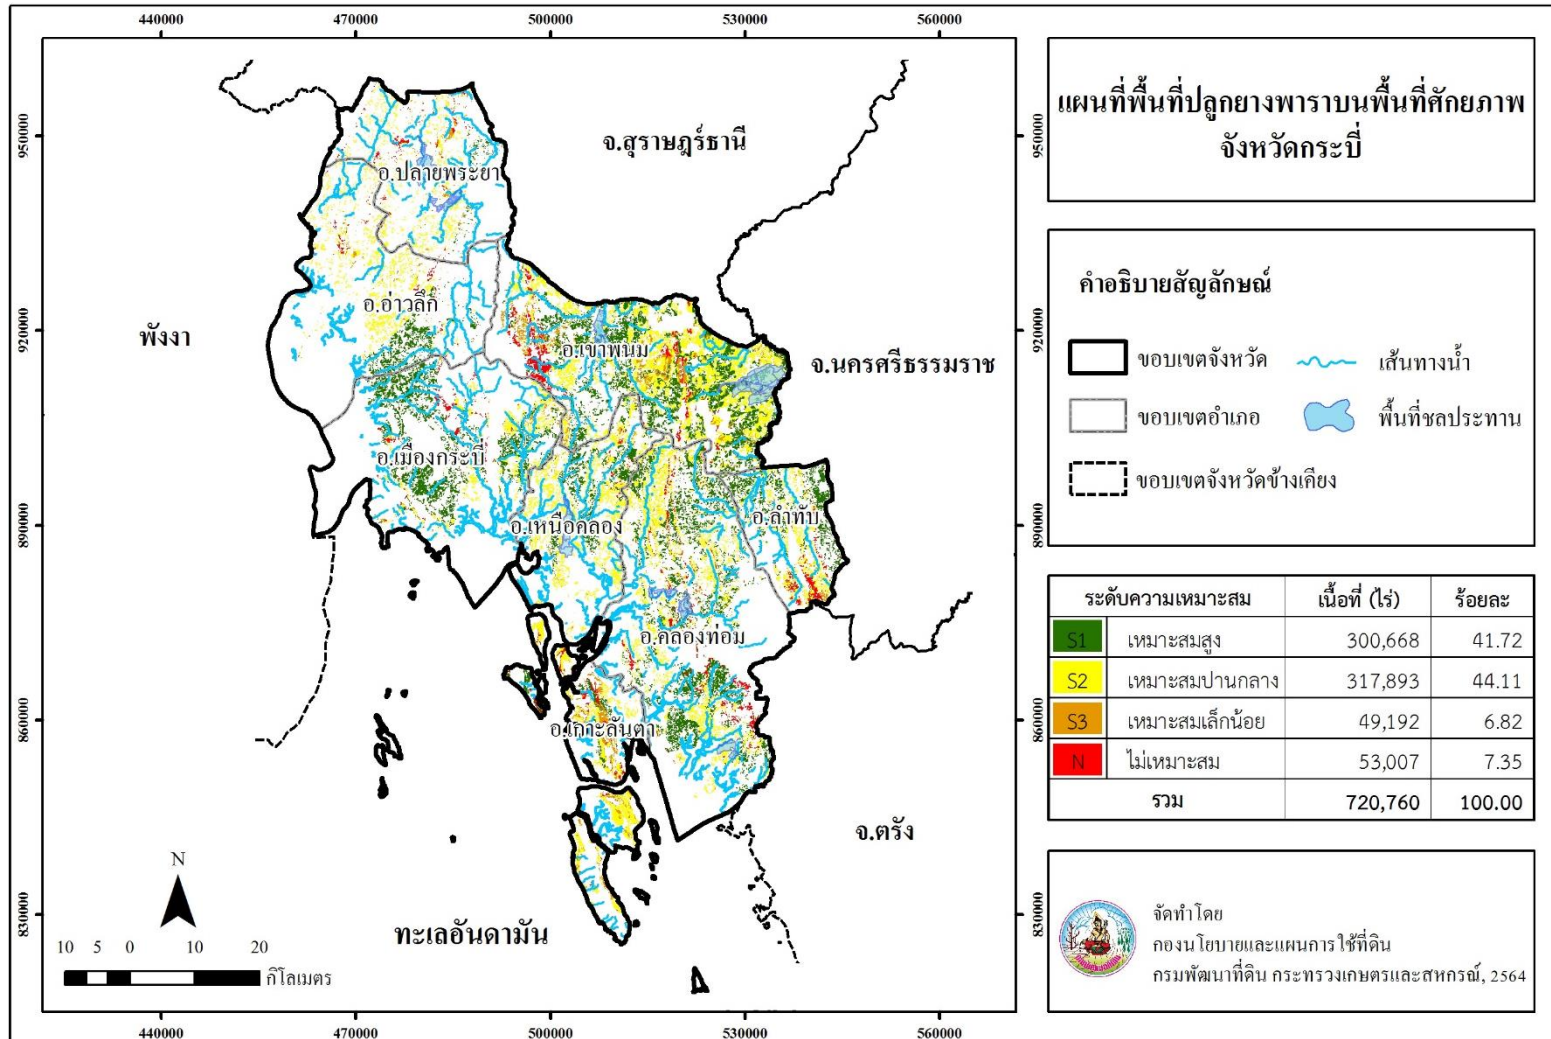 440000 470000 500000 530000 560000
950000 950000
920000 920000
890000 890000
860000 860000
830000 830000
จ.สุราษฎร์ธานี
อ.ปลายพระยา
อ.อ่าวลึก
พังงา
อ.เขาพนม
จ.นครศรีธรรมราช
อ.เมืองกระบี่
อ.เหนือคลอง
อ.ลำทับ
อ.คลองท่อม
อ.เกาะลันตา
จ.ตรัง
ทะเลอันดามัน
N
10 5 0 10 20
กิโลเมตร
440000 470000 500000 530000 560000
แผนที่พื้นที่ปลูกยางพาราบนพื้นที่ศักยภาพ
จังหวัดกระบี่
คำอธิบายสัญลักษณ์
ขอบเขตจังหวัด เส้นทางน้ำ
ขอบเขตอำเภอ พื้นที่ชลประทาน
ขอบเขตจังหวัดข้างเคียง
ระดับความเหมาะสม เนื้อที่ (ไร่) ร้อยละ
S1 เหมาะสมสูง 300,668 41.72
S2 เหมาะสมปานกลาง 317,893 44.11
S3 เหมาะสมเล็กน้อย 49,192 6.82
N ไม่เหมาะสม 53,007 7.35
รวม 720,760 100.00
จัดทำโดย
กองนโยบายและแผนการใช้ที่ดิน
กรมพัฒนาที่ดิน กระทรวงเกษตรและสหกรณ์, 2564